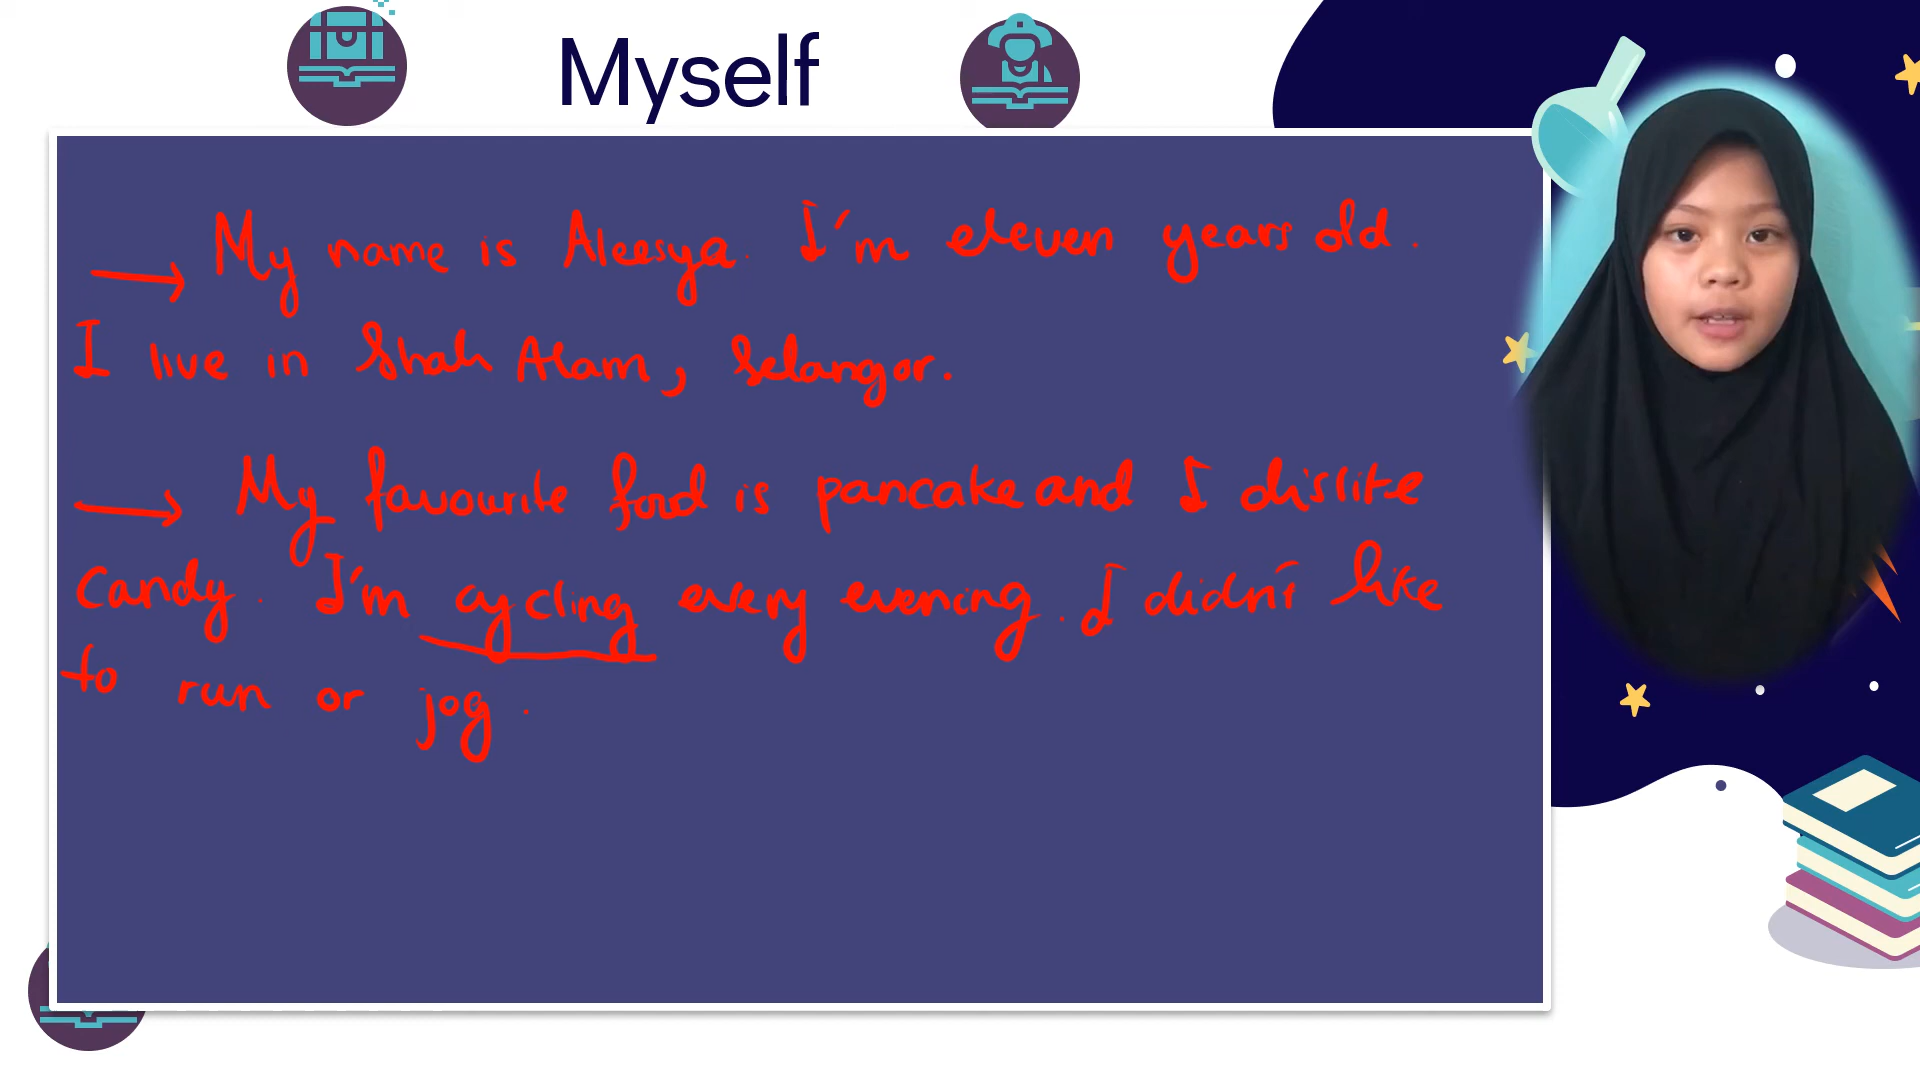 Myself
My name is Aleesya. I'm eleven years old.
I live in Shah Alam, Selangor.
My favourite food is pancake and I dislike
candy. I'm cycling every evening. I didn't like
to run or jog.